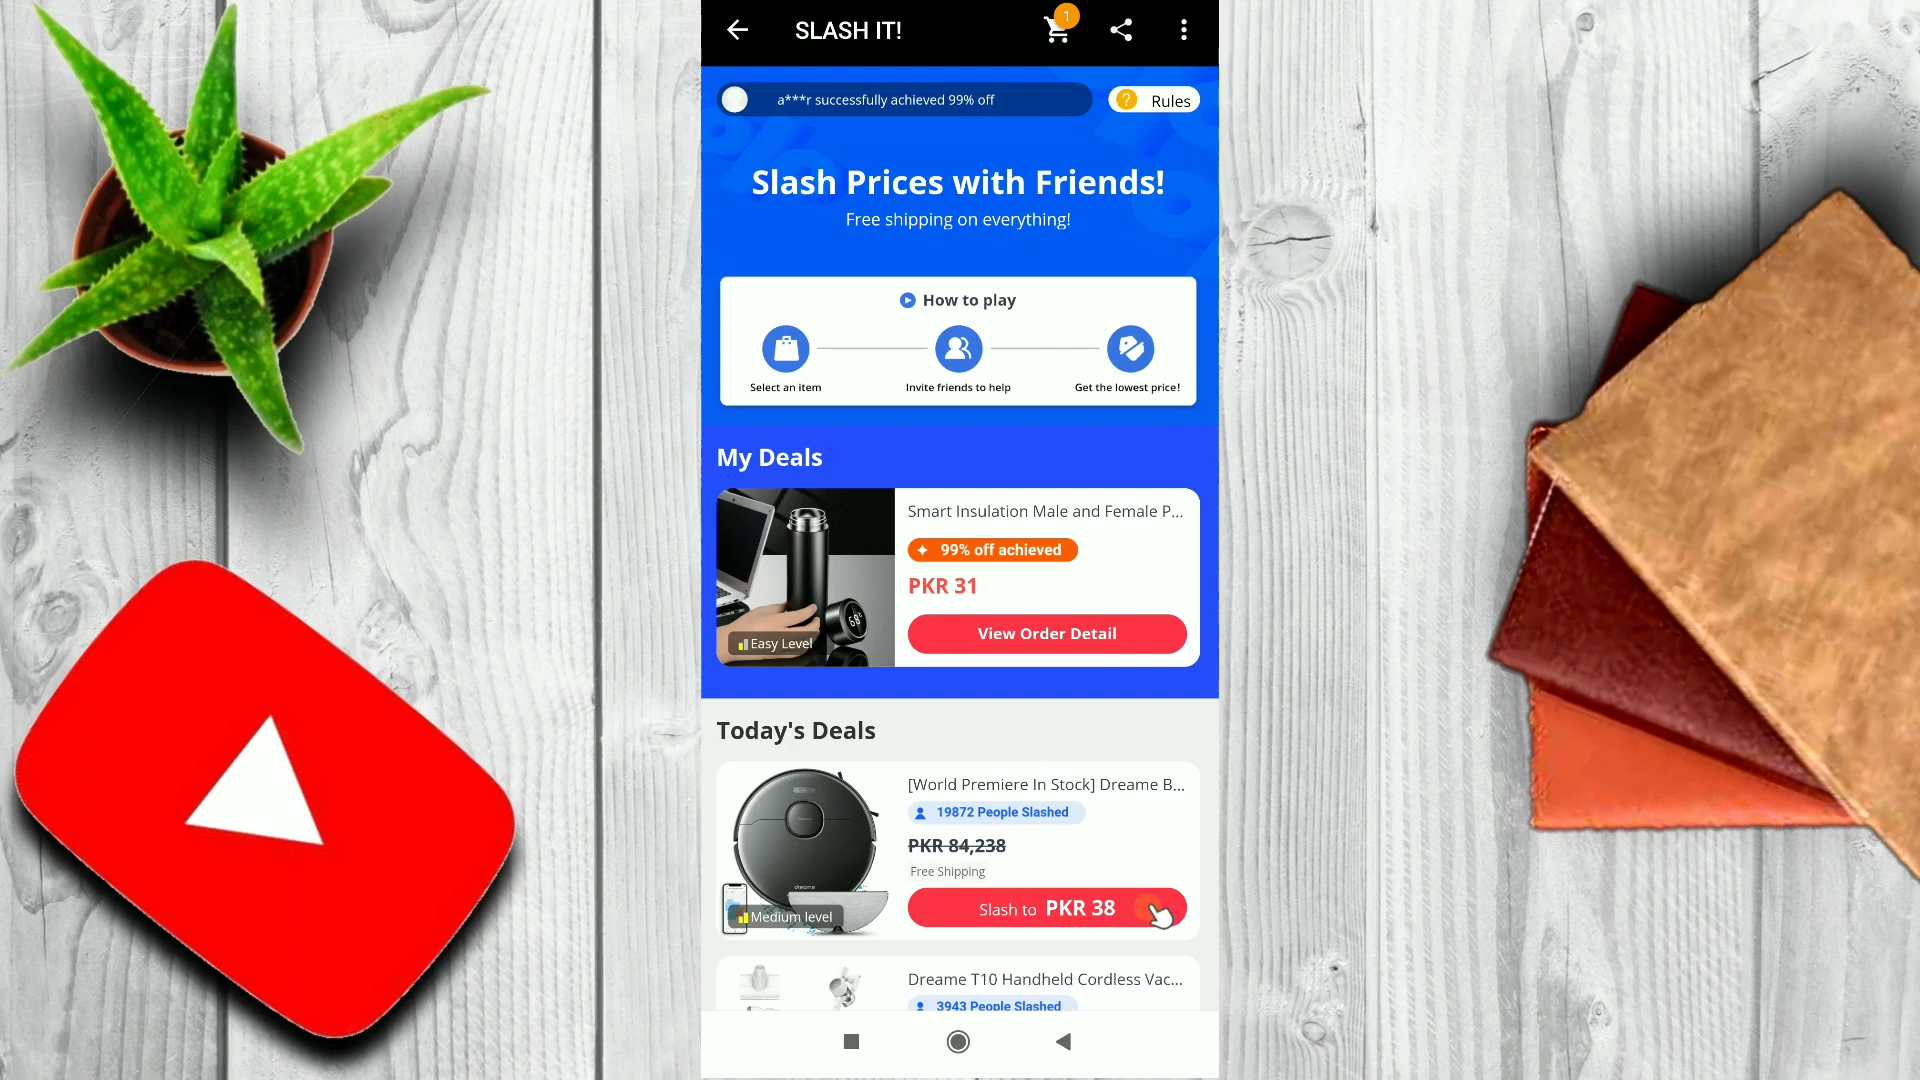 SLASH IT!
1
a***r successfully achieved 99% off
? Rules
Slash Prices with Friends!
Free shipping on everything!
How to play
Select an item
Invite friends to help
Get the lowest price!
My Deals
Smart Insulation Male and Female P...
99% off achieved
PKR 31
View Order Detail
68°
Easy Level
Today's Deals
[World Premiere In Stock] Dreame B...
19872 People Slashed
PKR 84,238
Free Shipping
dreame
Medium level
Slash to PKR 38
Dreame T10 Handheld Cordless Vac...
3943 People Slashed